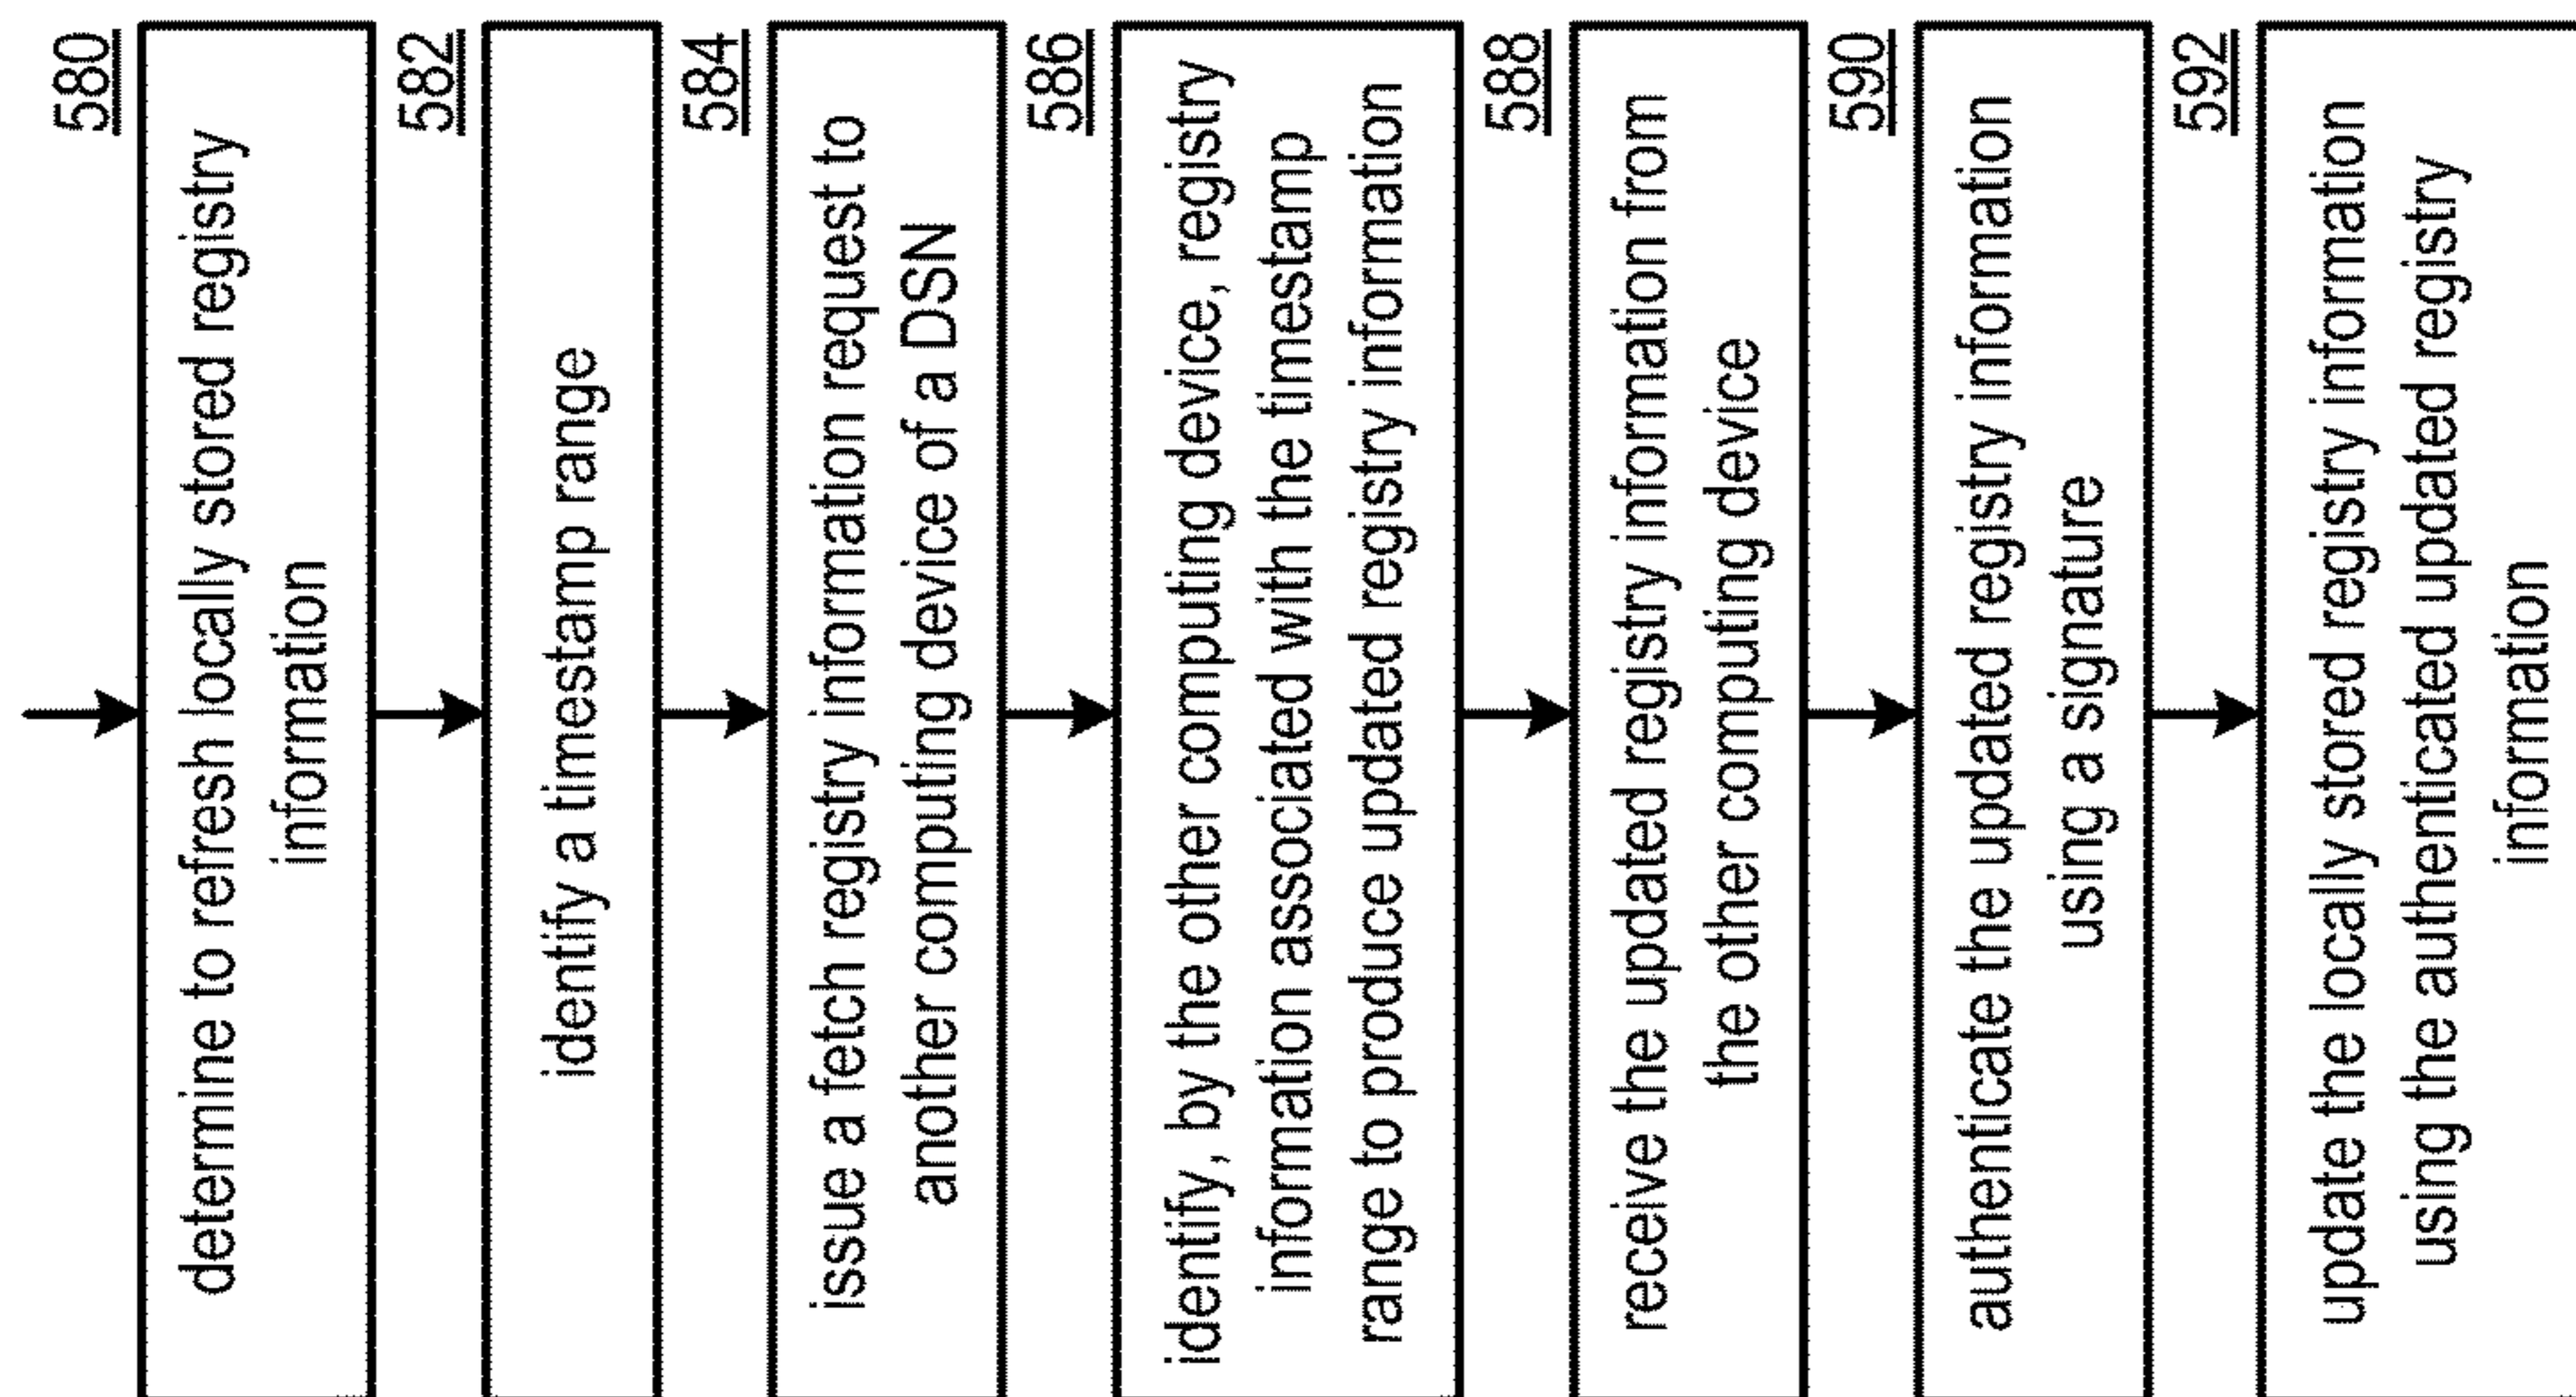 580
determine to refresh locally stored registry
information
582
identify a timestamp range
584
issue a fetch registry information request to
another computing device of a DSN
586
identify, by the other computing device, registry
information associated with the timestamp
range to produce updated registry information
588
receive the updated registry information from
the other computing device
590
authenticate the updated registry information
using a signature
592
update the locally stored registry information
using the authenticated updated registry
information